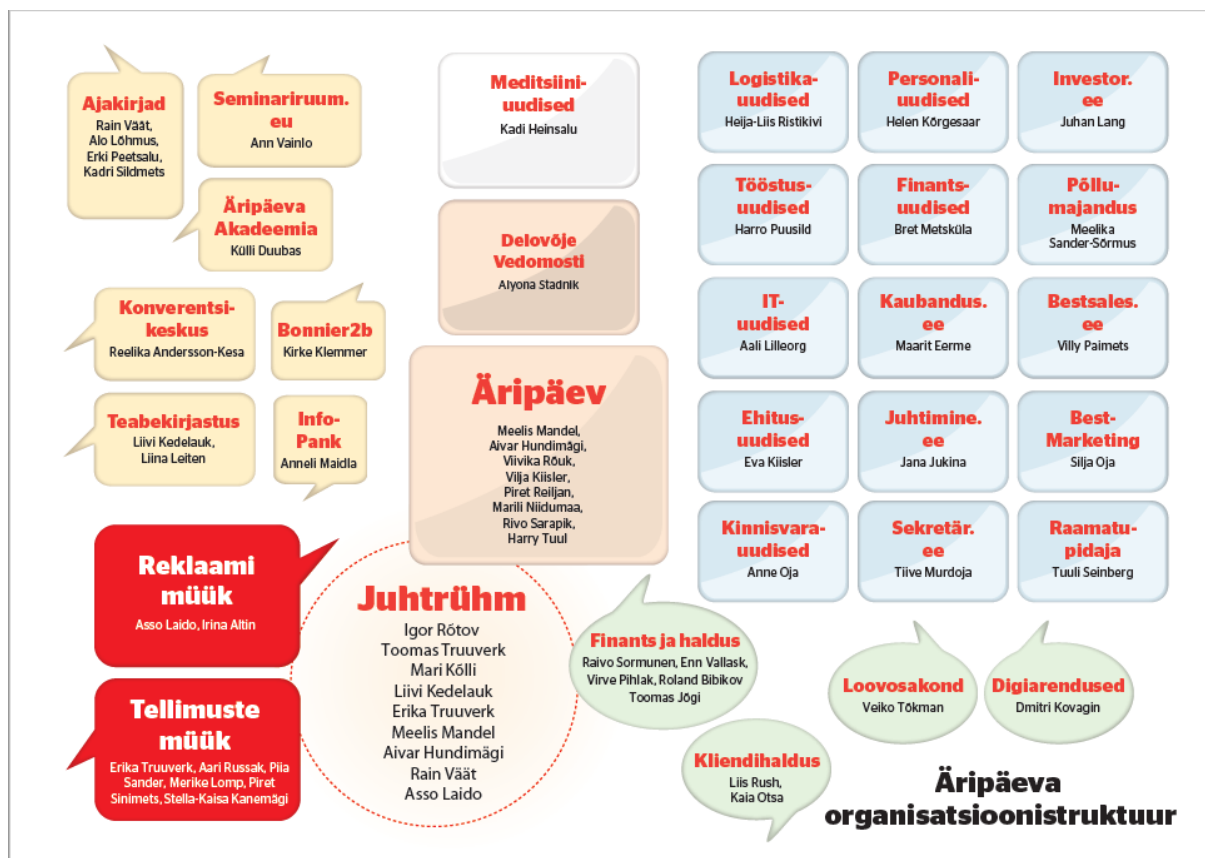 Ajakirjad
Rain Väät,
Alo Lõhmus,
Erki Peetsalu,
Kadri Sildmets
Seminariruum.
eu
Ann Vainlo
Äripäeva
Akadeemia
Külli Duubas
Konverentsi-
keskus
Reelika Andersson-Kesa
Bonnier2b
Kirke Klemmer
Teabekirjastus
Liivi Kedelauk,
Liina Leiten
Info-
Pank
Anneli Maidla
Meditsiini-
uudised
Kadi Heinsalu
Delovõje
Vedomosti
Alyona Stadnik
Äripäev
Meelis Mandel,
Aivar Hundimägi,
Viivika Rõuk,
Vilja Kiisler,
Piret Reiljan,
Marili Niidumaa,
Rivo Sarapik,
Harry Tuul
Logistika-
uudised
Heija-Liis Ristikivi
Personali-
uudised
Helen Kõrgesaar
Investor.
ee
Juhan Lang
Tööstus-
uudised
Harro Puusild
Finants-
uudised
Bret Metsküla
Põllu-
majandus
Meelika
Sander-Sõrmus
IT-
uudised
Aali Lilleorg
Kaubandus.
ee
Maarit Eerme
Bestsales.
ee
Villy Paimets
Ehitus-
uudised
Eva Kiisler
Juhtimine.
ee
Jana Jukina
Best-
Marketing
Silja Oja
Kinnisvara-
uudised
Anne Oja
Sekretär.
ee
Tiive Murdoja
Raamatu-
pidaja
Tuuli Seinberg
Reklaami
müük
Asso Laido, Irina Altin
Tellimuste
müük
Erika Truuverk, Aari Russak, Piia
Sander, Merike Lomp, Piret
Sinimets, Stella-Kaisa Kanemägi
Juhtrühm
Igor Rõtov
Toomas Truuverk
Mari Kõlli
Liivi Kedelauk
Erika Truuverk
Meelis Mandel
Aivar Hundimägi
Rain Väät
Asso Laido
Finants ja haldus
Raivo Sormunen, Enn Vallask,
Virve Pihlak, Roland Bibikov
Toomas Jõgi
Kliendihaldus
Liis Rush,
Kaia Otsa
Loovosakond
Veiko Tõkman
Digiarendused
Dmitri Kovagin
Äripäeva
organisatsioonistruktuur